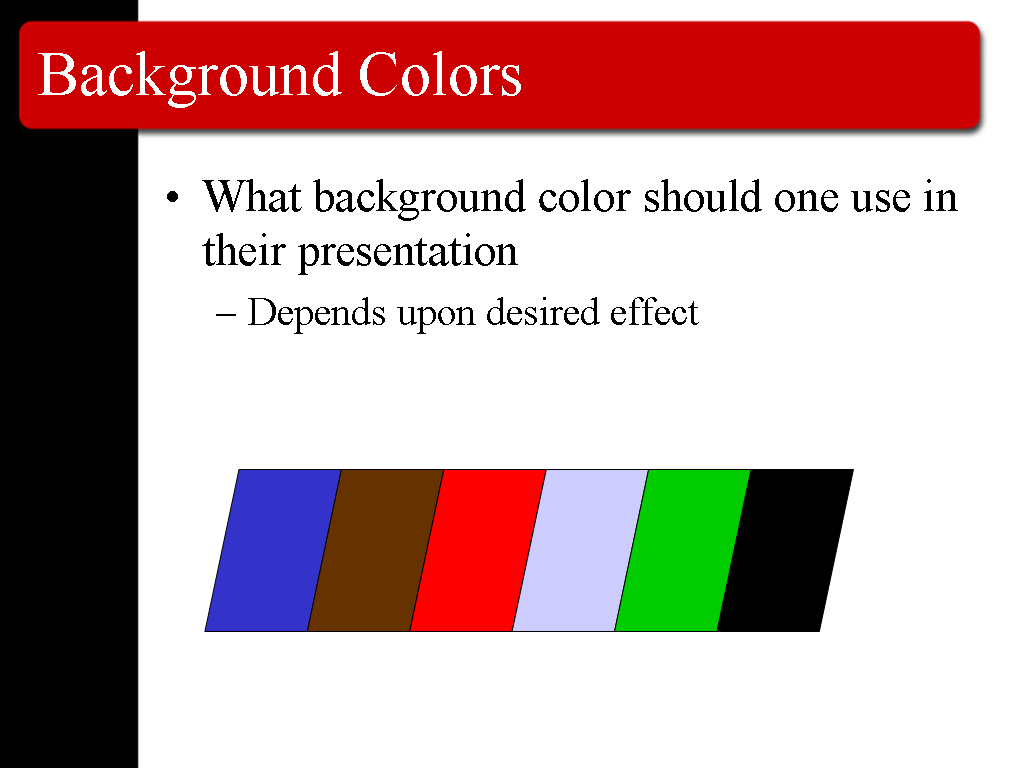 Background Colors
• What background color should one use in
their presentation
– Depends upon desired effect